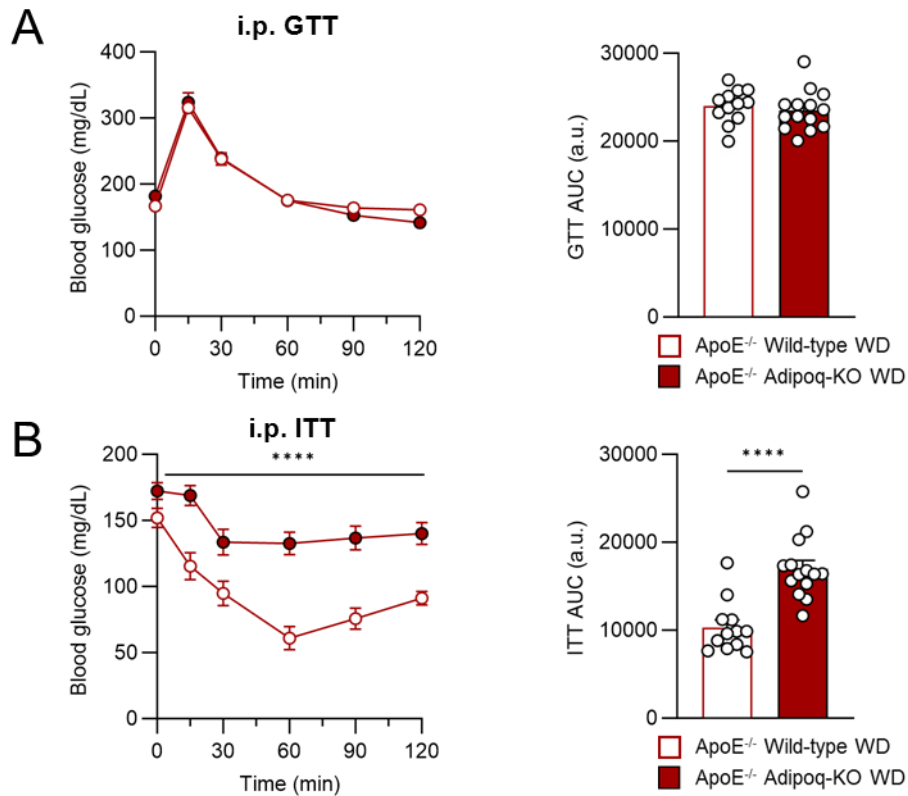 A
i.p. GTT
400
300
200
100
0
Blood glucose (mg/dL)
0 30 60 90 120
Time (min)
30000
20000
10000
0
GTT AUC (a.u.)
ApoE-/- Wild-type WD
ApoE-/- Adipoq-KO WD
B
i.p. ITT
****
200
150
100
50
0
Blood glucose (mg/dL)
0 30 60 90 120
Time (min)
****
30000
20000
10000
0
ITT AUC (a.u.)
ApoE-/- Wild-type WD
ApoE-/- Adipoq-KO WD